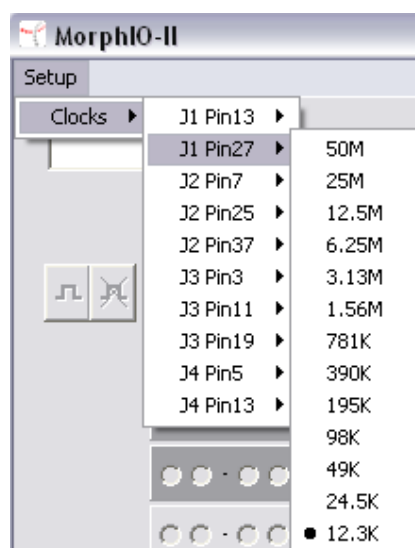 MorphIO-II
Setup
Clocks
J1 Pin13
J1 Pin27
J2 Pin7
J2 Pin25
J2 Pin37
J3 Pin3
J3 Pin11
J3 Pin19
J4 Pin5
J4 Pin13
50M
25M
12.5M
6.25M
3.13M
1.56M
781K
390K
195K
98K
49K
24.5K
12.3K